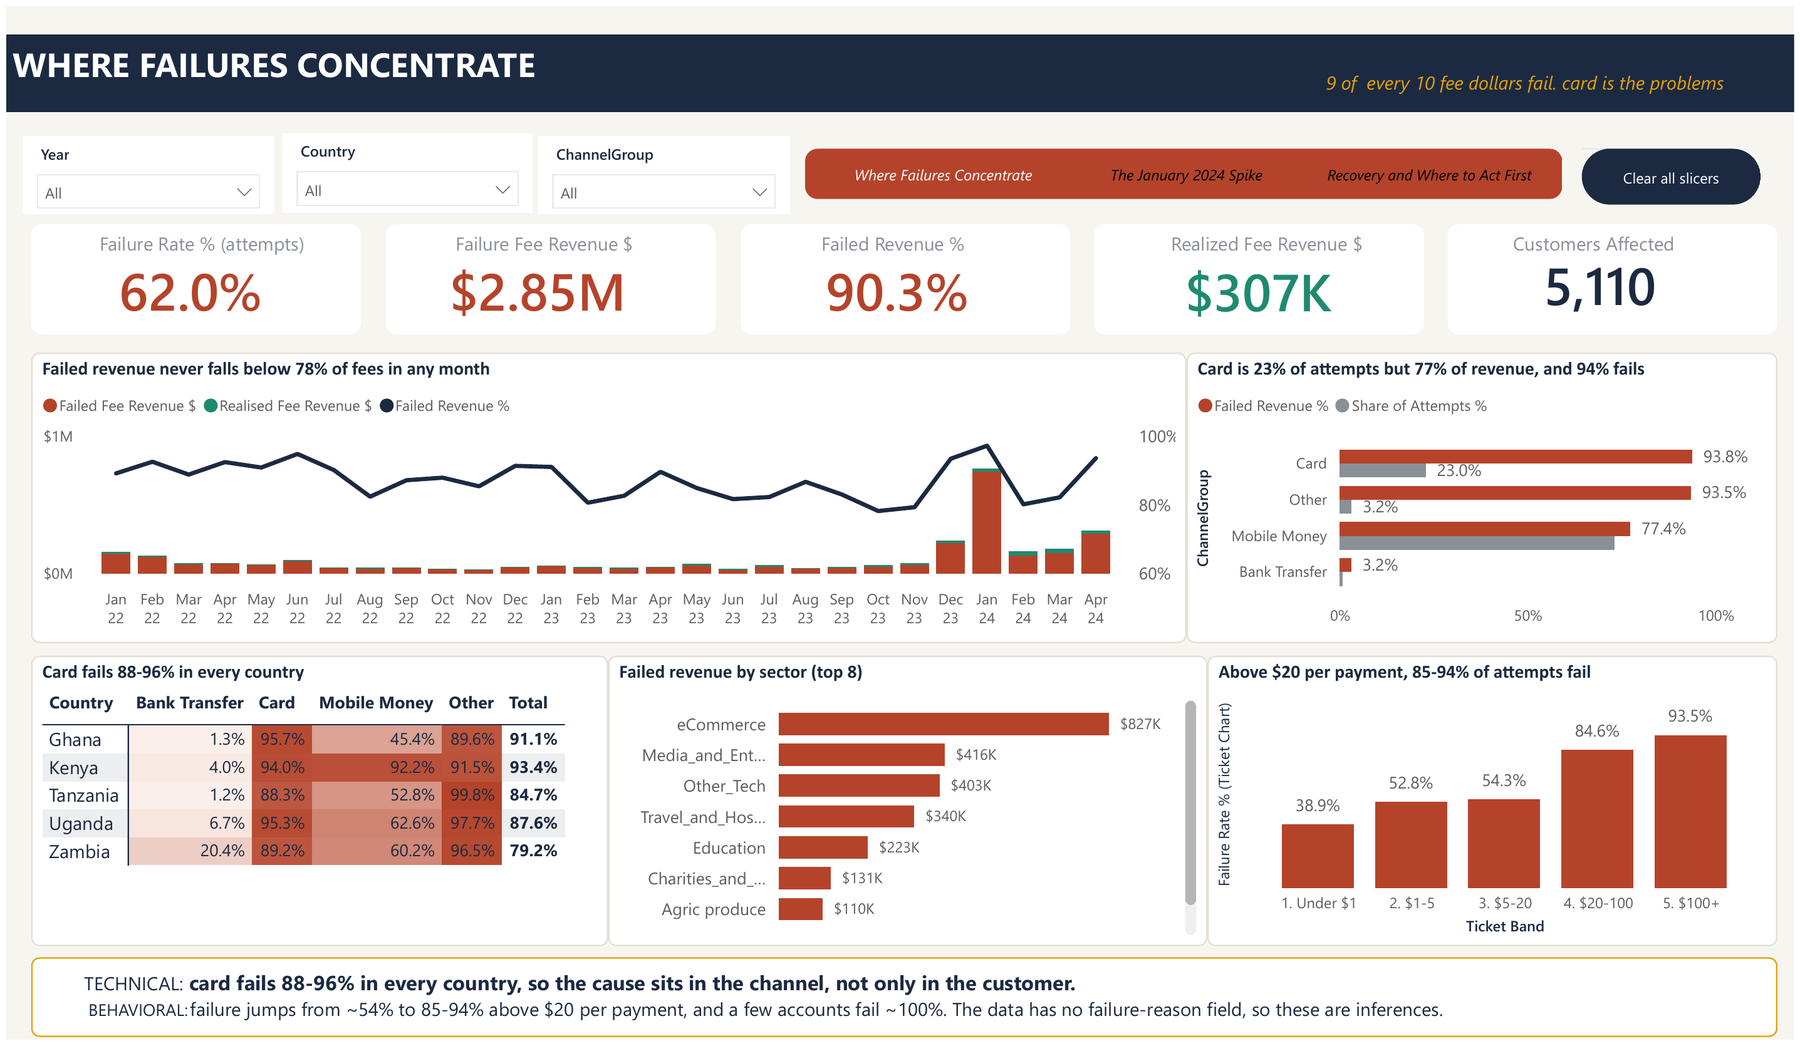 WHERE FAILURES CONCENTRATE
9 of every 10 fee dollars fail. card is the problems
Year
All
Country
All
ChannelGroup
All
Where Failures Concentrate
The January 2024 Spike
Recovery and Where to Act First
Clear all slicers
Failure Rate % (attempts)
62.0%
Failure Fee Revenue $
$2.85M
Failed Revenue %
90.3%
Realized Fee Revenue $
$307K
Customers Affected
5,110
Failed revenue never falls below 78% of fees in any month
Failed Fee Revenue $ Realised Fee Revenue $ Failed Revenue %
$1M
$0M
100%
80%
60%
Jan Feb Mar Apr May Jun Jul Aug Sep Oct Nov Dec Jan Feb Mar Apr May Jun Jul Aug Sep Oct Nov Dec Jan Feb Mar Apr
22 22 22 22 22 22 22 22 22 22 22 22 23 23 23 23 23 23 23 23 23 23 23 23 24 24 24 24
Card is 23% of attempts but 77% of revenue, and 94% fails
Failed Revenue % Share of Attempts %
ChannelGroup
Card 93.8%
23.0%
Other 93.5%
3.2%
Mobile Money 77.4%
Bank Transfer 3.2%
0% 50% 100%
Card fails 88-96% in every country
Country Bank Transfer Card Mobile Money Other Total
Ghana 1.3% 95.7% 45.4% 89.6% 91.1%
Kenya 4.0% 94.0% 92.2% 91.5% 93.4%
Tanzania 1.2% 88.3% 52.8% 99.8% 84.7%
Uganda 6.7% 95.3% 62.6% 97.7% 87.6%
Zambia 20.4% 89.2% 60.2% 96.5% 79.2%
Failed revenue by sector (top 8)
eCommerce $827K
Media_and_Ent... $416K
Other_Tech $403K
Travel_and_Hos... $340K
Education $223K
Charities_and_... $131K
Agric produce $110K
Above $20 per payment, 85-94% of attempts fail
Failure Rate % (Ticket Chart)
38.9% 52.8% 54.3% 84.6% 93.5%
1. Under $1 2. $1-5 3. $5-20 4. $20-100 5. $100+
Ticket Band
TECHNICAL: card fails 88-96% in every country, so the cause sits in the channel, not only in the customer.
BEHAVIORAL:failure jumps from ~54% to 85-94% above $20 per payment, and a few accounts fail ~100%. The data has no failure-reason field, so these are inferences.